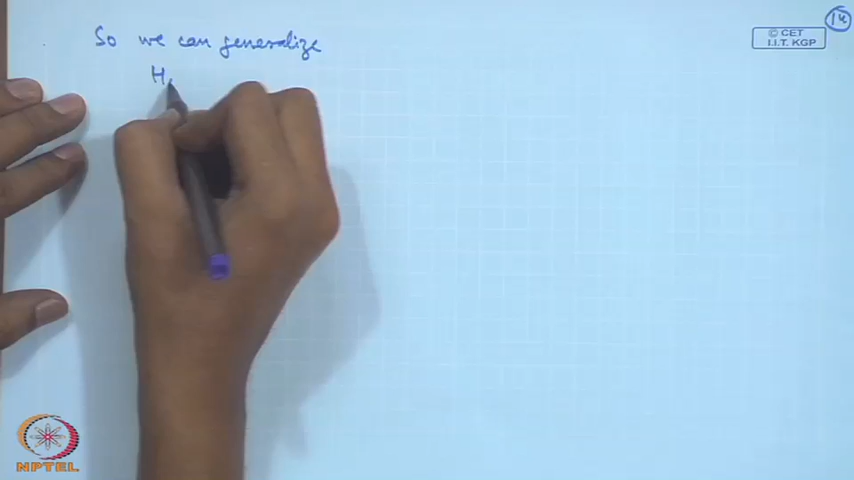 14
© CET
I.I.T. KGP
So we can generalize
H
NPTEL